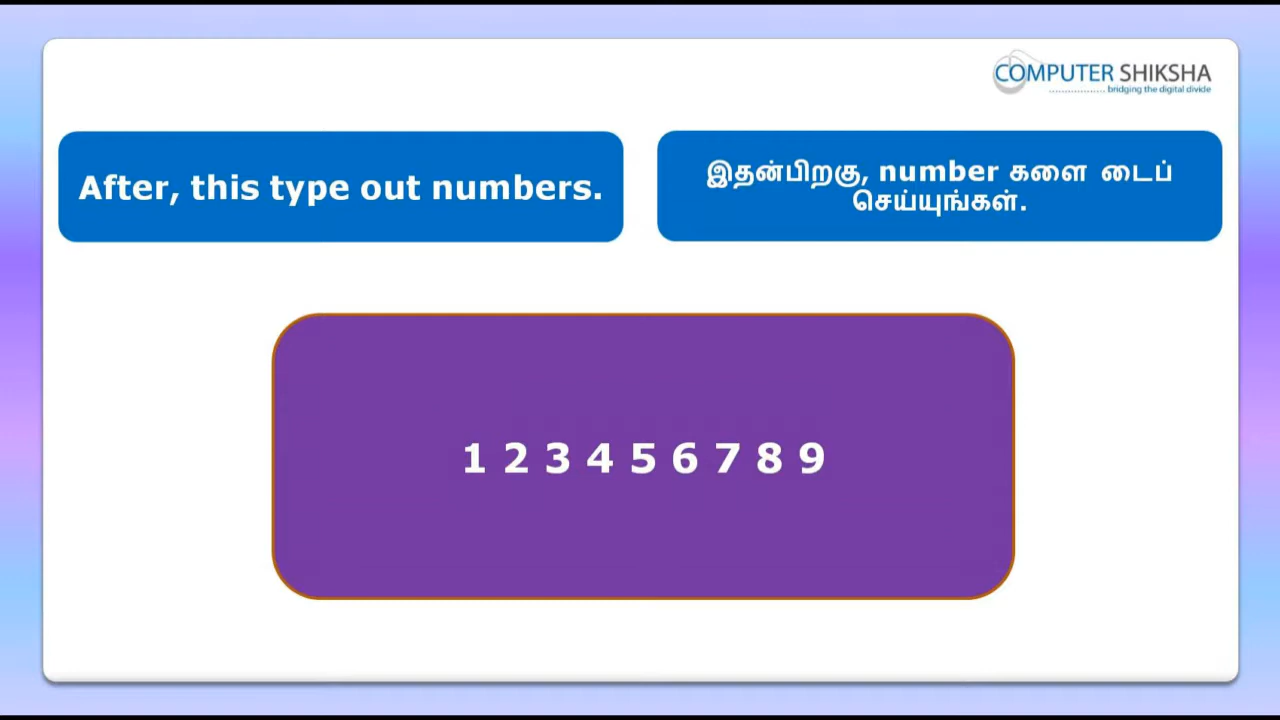 COMPUTER SHIKSHA
bridging the digital divide
After, this type out numbers.
இதன்பிறகு, number களை டைப்
செய்யுங்கள்.
1 2 3 4 5 6 7 8 9